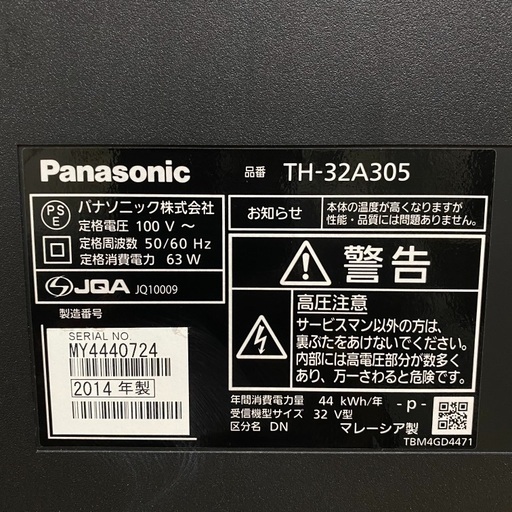 Panasonic 品番 TH-32A305
PS
E
パナソニック株式会社
定格電圧 100 V ～
定格周波数 50/60 Hz
定格消費電力 63 W
JQA JQ10009
製造番号
SERIAL NO.
MY4440724
2014 年製
お知らせ
本体の温度が高くなりますが
性能・品質には問題ありません。
警告
高圧注意
サービスマン以外の方は、
裏ぶたをあけないでください。
内部には高電圧部分が数多く
あり、万一さわると危険です。
年間消費電力量 44 kWh/年
受信機型サイズ 32 V型
区分名 DN
- p -
マレーシア製
TBM4GD4471